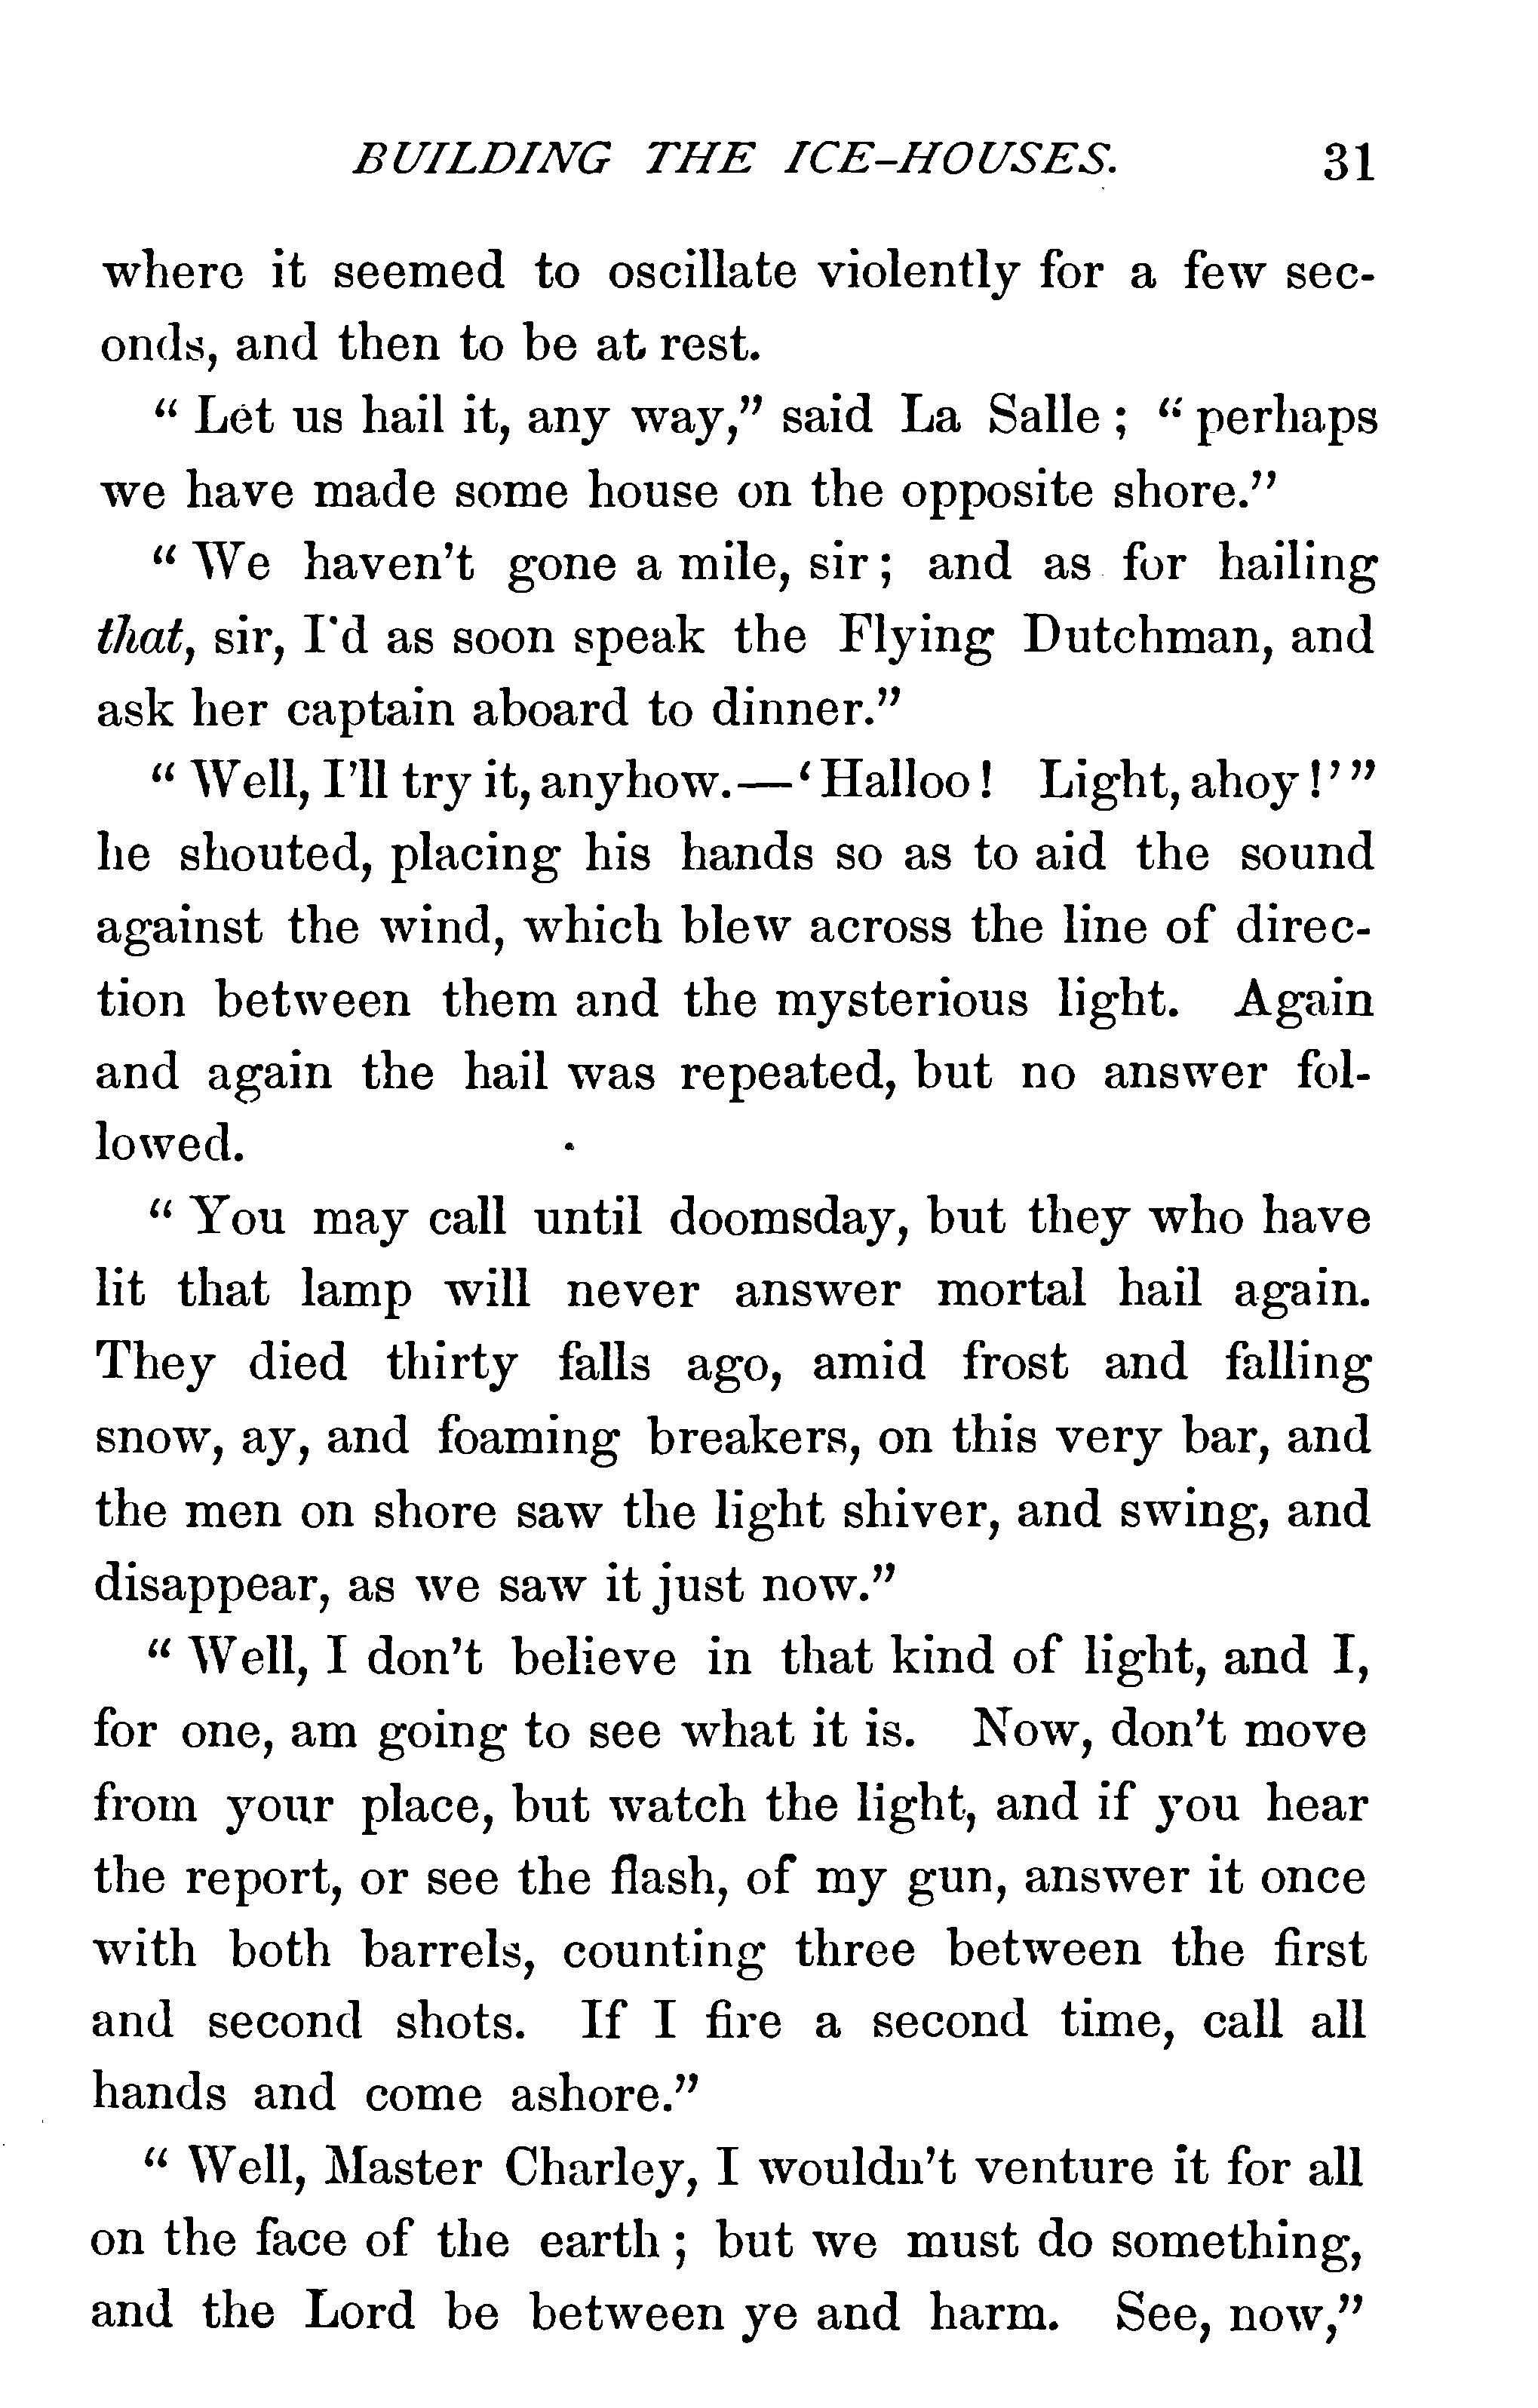 BUILDING THE ICE-HOUSES. 31
where it seemed to oscillate violently for a few sec-
onds, and then to be at rest.
“Let us hail it, any way,” said La Salle; “perhaps
we have made some house on the opposite shore.”
“We haven't gone a mile, sir; and as for hailing
that, sir, I'd as soon speak the Flying Dutchman, and
ask her captain aboard to dinner.”
“Well, I'll try it, anyhow.—‘Halloo! Light, ahoy!’”
he shouted, placing his hands so as to aid the sound
against the wind, which blew across the line of direc-
tion between them and the mysterious light. Again
and again the hail was repeated, but no answer fol-
lowed.
“You may call until doomsday, but they who have
lit that lamp will never answer mortal hail again.
They died thirty falls ago, amid frost and falling
snow, ay, and foaming breakers, on this very bar, and
the men on shore saw the light shiver, and swing, and
disappear, as we saw it just now.”
“Well, I don't believe in that kind of light, and I,
for one, am going to see what it is. Now, don't move
from your place, but watch the light, and if you hear
the report, or see the flash, of my gun, answer it once
with both barrels, counting three between the first
and second shots. If I fire a second time, call all
hands and come ashore.”
“Well, Master Charley, I wouldn't venture it for all
on the face of the earth; but we must do something,
and the Lord be between ye and harm. See, now,”